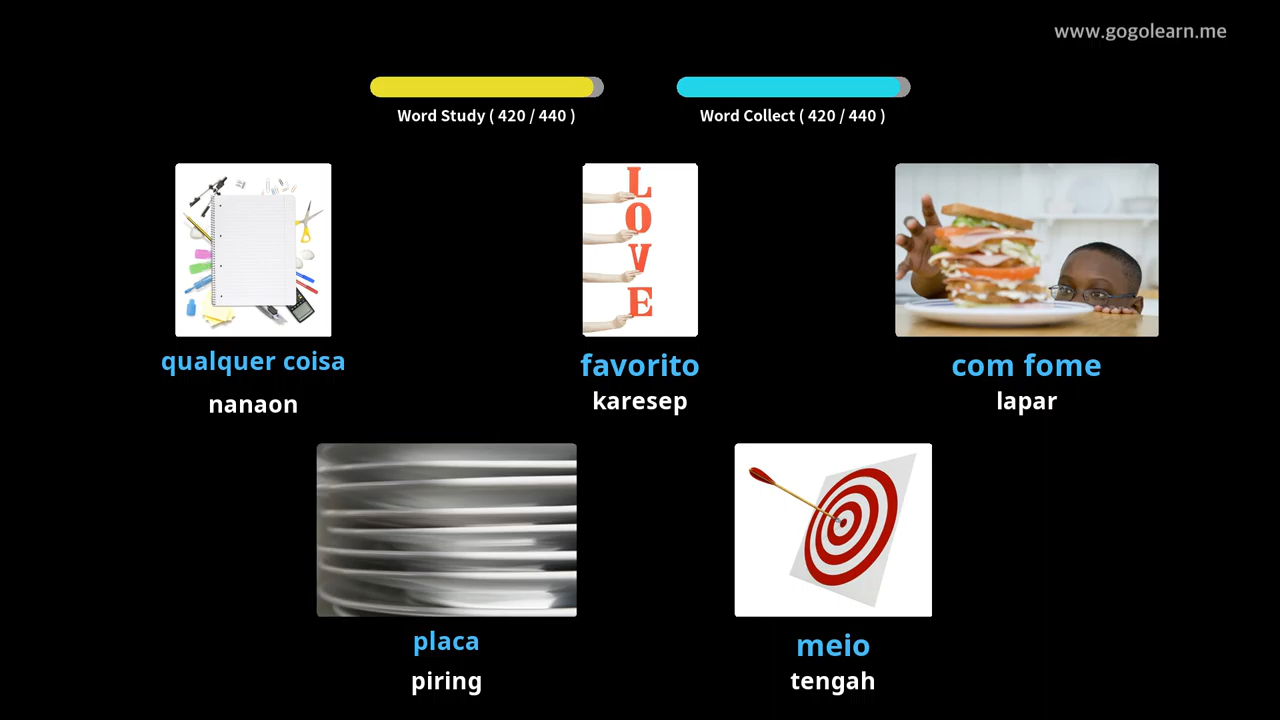 www.gogolearn.me
Word Study ( 420 / 440 )
Word Collect ( 420 / 440 )
L
O
V
E
qualquer coisa
nanaon
favorito
karesep
com fome
lapar
placa
piring
meio
tengah